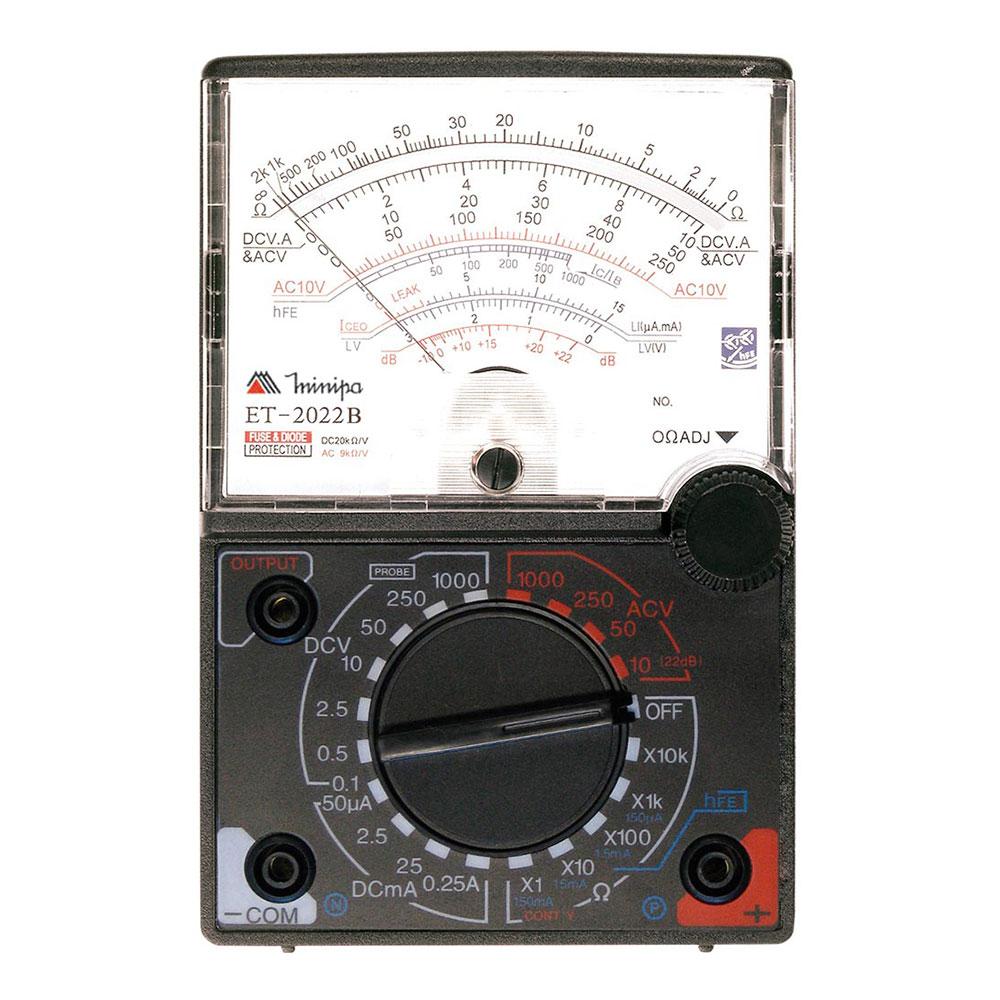 2k 1k 500 200 100 50 30 20 10 5 2 1 0
∞
Ω Ω
0 2 4 6 8 10
0 10 20 30 40 50
0 50 100 150 200 250
DCV.A
&ACV
DCV.A
&ACV
AC10V AC10V
hFE
0 50 100 200 500 1000 IC/IB
LEAK
ICEO
LV
0 5 10 15
LI(μA,mA)
LV(V)
3 2 1 0
dB -10 0 +10 +15 +20 +22 dB
hFE
minipa
ET-2022B
FUSE & DIODE
PROTECTION
DC20kΩ/V
AC 9kΩ/V
NO.
OΩADJ
OUTPUT
PROBE
DCV
1000
250
50
10
2.5
0.5
0.1
50μA
2.5
25
0.25A
DCmA
1000
250
50
10 (22dB)
ACV
OFF
X10k
X1k
150μA
X100
1.5mA
X10
15mA
X1
150mA
CONT Y
Ω
hFE
-COM
N
P
+